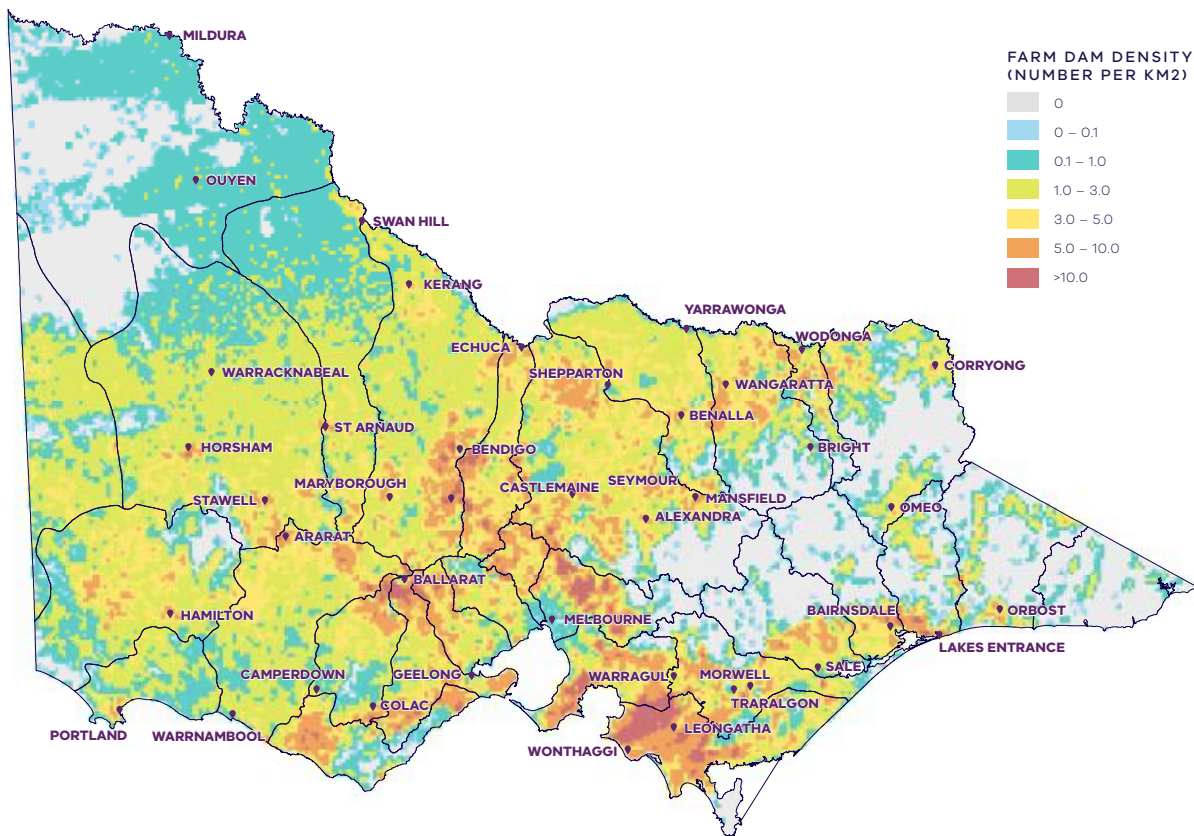 MILDURA
FARM DAM DENSITY
(NUMBER PER KM2)
0
0 – 0.1
0.1 – 1.0
1.0 – 3.0
3.0 – 5.0
5.0 – 10.0
>10.0
OUYEN
SWAN HILL
KERANG
YARRAWONGA
WODONGA
ECHUCA
SHEPPARTON
CORRYONG
WARRACKNABEAL
WANGARATTA
BENALLA
ST ARNAUD
HORSHAM
BENDIGO
BRIGHT
MARYBOROUGH
CASTLEMAINE
SEYMOUR
STAWELL
MANSFIELD
OMEO
ALEXANDRA
ARARAT
BALLARAT
HAMILTON
MELBOURNE
BAIRNSDALE
ORBOST
LAKES ENTRANCE
CAMPERDOWN
GEELONG
WARRAGUL
MORWELL
SALE
TRARALGON
COLAC
PORTLAND
WARRNAMBOOL
LEONGATHA
WONTHAGGI